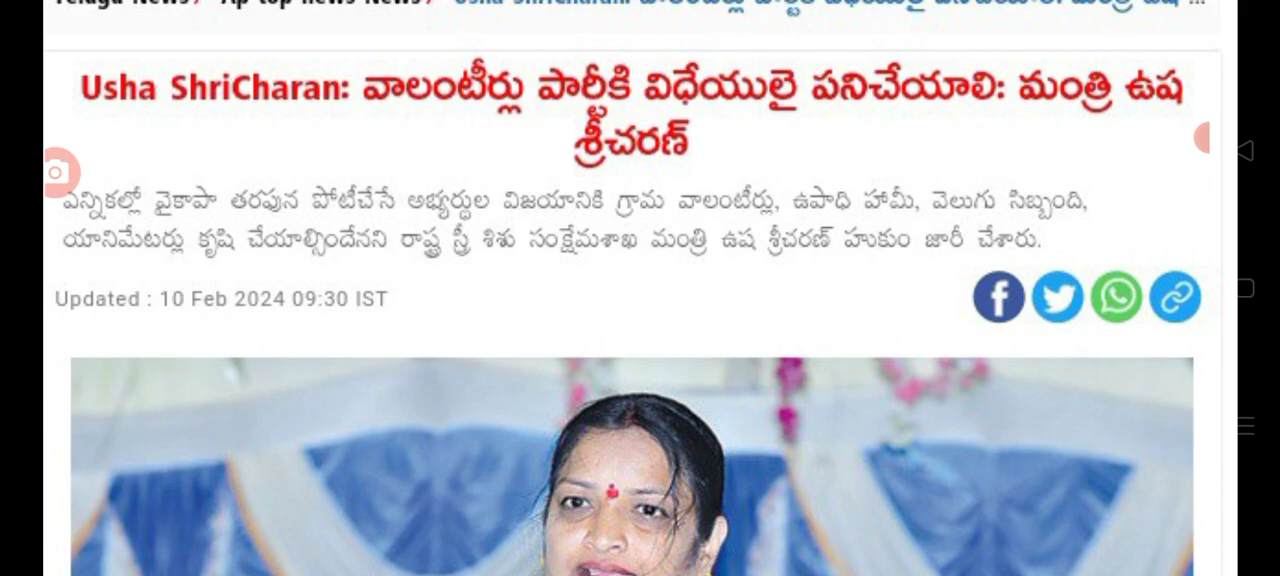 Usha ShriCharan: వాలంటీర్లు పార్టీకి విధేయులై పనిచేయాలి: మంత్రి ఉష
శ్రీచరణ్
ఎన్నికల్లో వైకాపా తరఫున పోటీచేసే అభ్యర్థుల విజయానికి గ్రామ వాలంటీర్లు, ఉపాధి హామీ, వెలుగు సిబ్బంది,
యానిమేటర్లు కృషి చేయాల్సిందేనని రాష్ట్ర స్త్రీ శిశు సంక్షేమశాఖ మంత్రి ఉష శ్రీచరణ్ హుకుం జారీ చేశారు.
Updated : 10 Feb 2024 09:30 IST